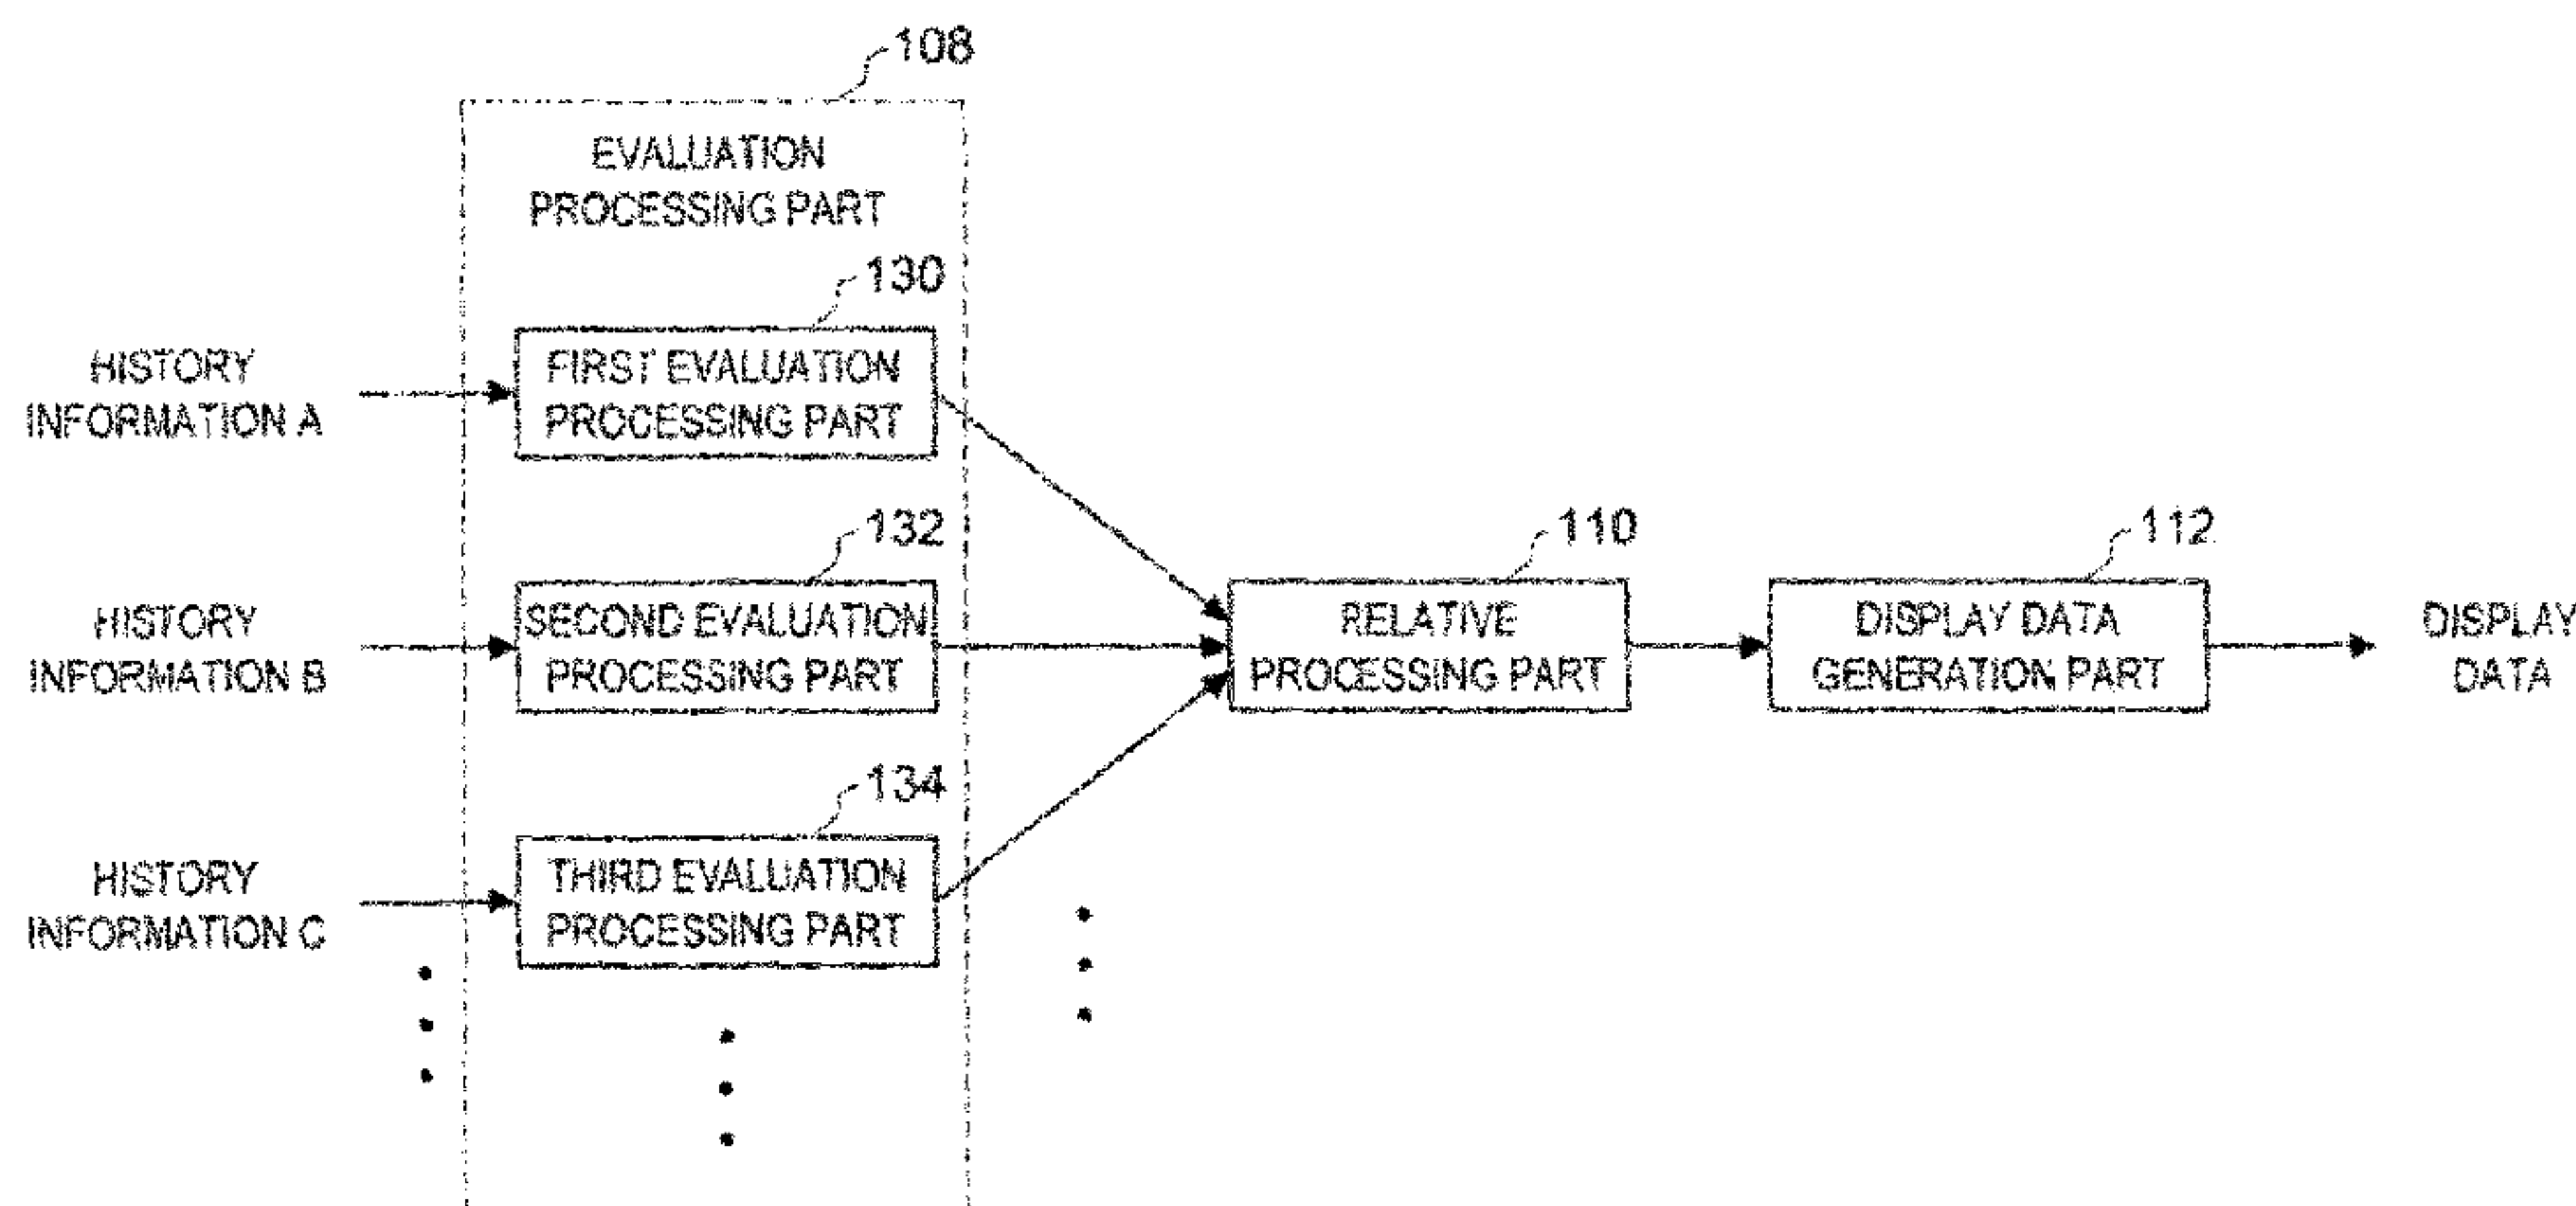 108
EVALUATION
PROCESSING PART
130
HISTORY
INFORMATION A
FIRST EVALUATION
PROCESSING PART
132
110
112
HISTORY
INFORMATION B
SECOND EVALUATION
PROCESSING PART
RELATIVE
PROCESSING PART
DISPLAY DATA
GENERATION PART
DISPLAY
DATA
134
HISTORY
INFORMATION C
THIRD EVALUATION
PROCESSING PART